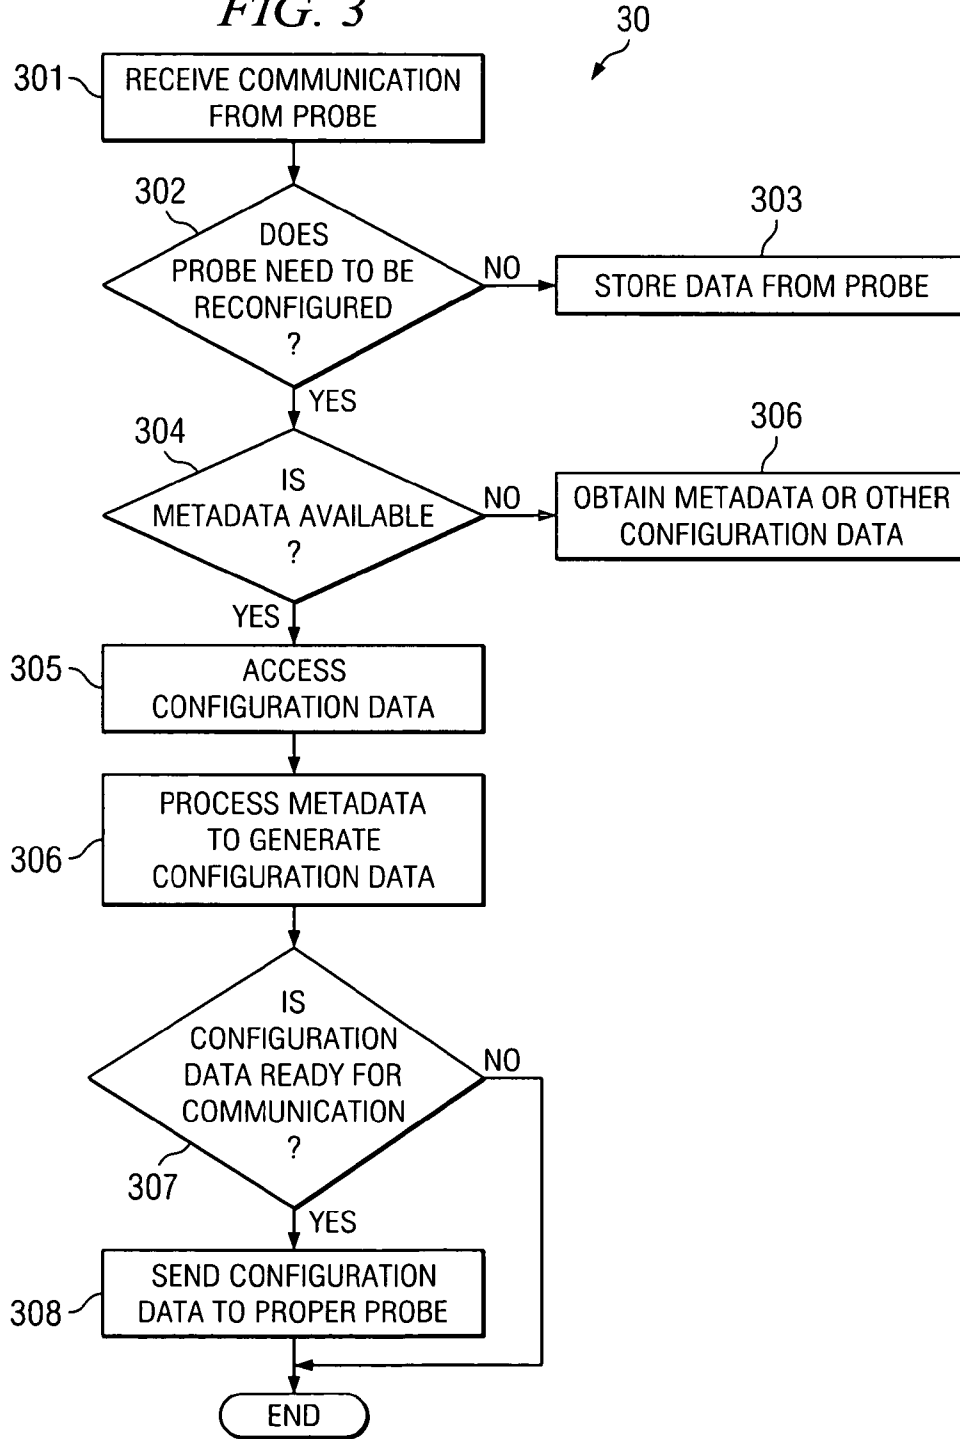 FIG. 3
30
301
RECEIVE COMMUNICATION
FROM PROBE
302
DOES
PROBE NEED TO BE
RECONFIGURED
?
NO
303
STORE DATA FROM PROBE
YES
304
IS
METADATA AVAILABLE
?
NO
306
OBTAIN METADATA OR OTHER
CONFIGURATION DATA
YES
305
ACCESS
CONFIGURATION DATA
306
PROCESS METADATA
TO GENERATE
CONFIGURATION DATA
IS
CONFIGURATION
DATA READY FOR
COMMUNICATION
?
NO
307
YES
308
SEND CONFIGURATION
DATA TO PROPER PROBE
END